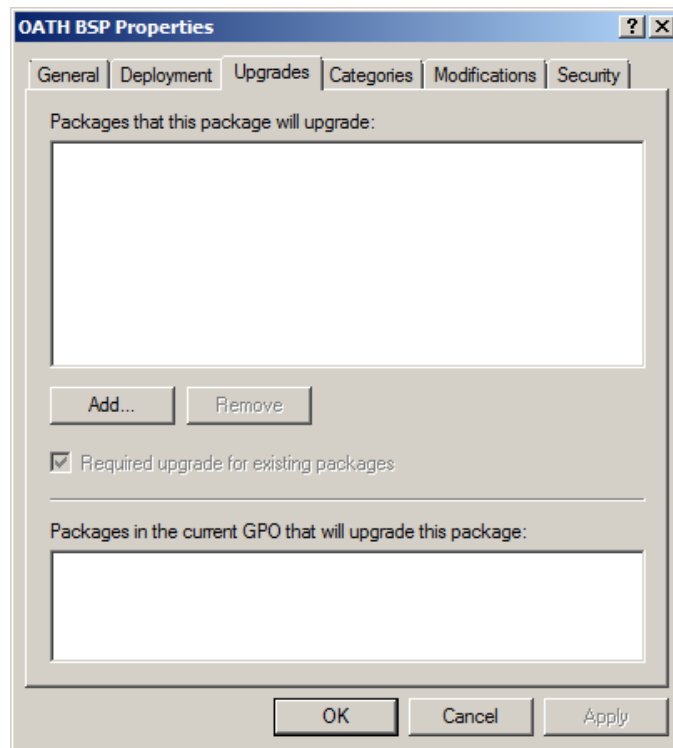 OATH BSP Properties
?
General Deployment Upgrades Categories Modifications Security
Packages that this package will upgrade:
Add... Remove
Required upgrade for existing packages
Packages in the current GPO that will upgrade this package:
OK Cancel Apply